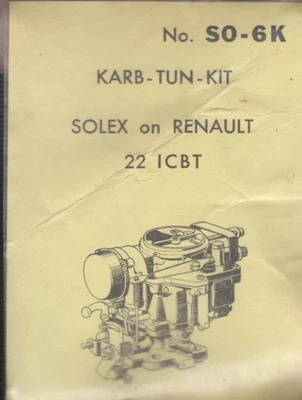 No. SO-6K
KARB-TUN-KIT
SOLEX on RENAULT
22 ICBT